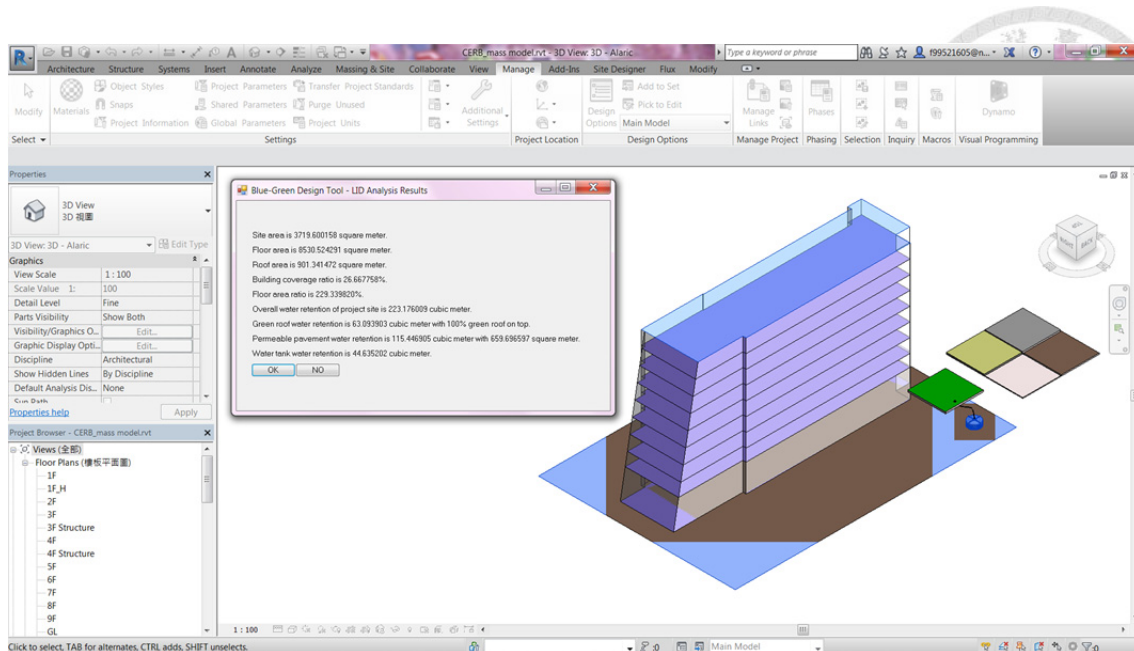 CERB_mass model.rvt - 3D View: 3D - Alaric
Type a keyword or phrase
f99521605@n...
Architecture Structure Systems Insert Annotate Analyze Massing & Site Collaborate View Manage Add-Ins Site Designer Flux Modify
Modify
Materials
Object Styles
Snaps
Project Information
Project Parameters
Shared Parameters
Global Parameters
Transfer Project Standards
Purge Unused
Project Units
Additional Settings
Design Options
Add to Set
Pick to Edit
Main Model
Manage Links
Phases
Dynamo
Select
Settings
Project Location
Design Options
Manage Project
Phasing
Selection
Inquiry
Macros
Visual Programming
Properties
3D View
3D 視圖
3D View: 3D - Alaric
Edit Type
Graphics
View Scale 1 : 100
Scale Value 1: 100
Detail Level Fine
Parts Visibility Show Both
Visibility/Graphics O... Edit...
Graphic Display Opti... Edit...
Discipline Architectural
Show Hidden Lines By Discipline
Default Analysis Dis... None
Sun Path
Properties help
Apply
Project Browser - CERB_mass model.rvt
Views (全部)
Floor Plans (樓板平面圖)
1F
1F_H
2F
3F
3F Structure
4F
4F Structure
5F
6F
7F
8F
9F
GL
Blue-Green Design Tool - LID Analysis Results
Site area is 3719.600158 square meter.
Floor area is 8530.524291 square meter.
Roof area is 901.341472 square meter.
Building coverage ratio is 26.667758%.
Floor area ratio is 229.339820%.
Overall water retention of project site is 223.176009 cubic meter.
Green roof water retention is 63.093903 cubic meter with 100% green roof on top.
Permeable pavement water retention is 115.446905 cubic meter with 659.696597 square meter.
Water tank water retention is 44.635202 cubic meter.
OK
NO
RIGHT
BACK
1 : 100
Click to select, TAB for alternates, CTRL adds, SHIFT unselects.
:0
Main Model
:0